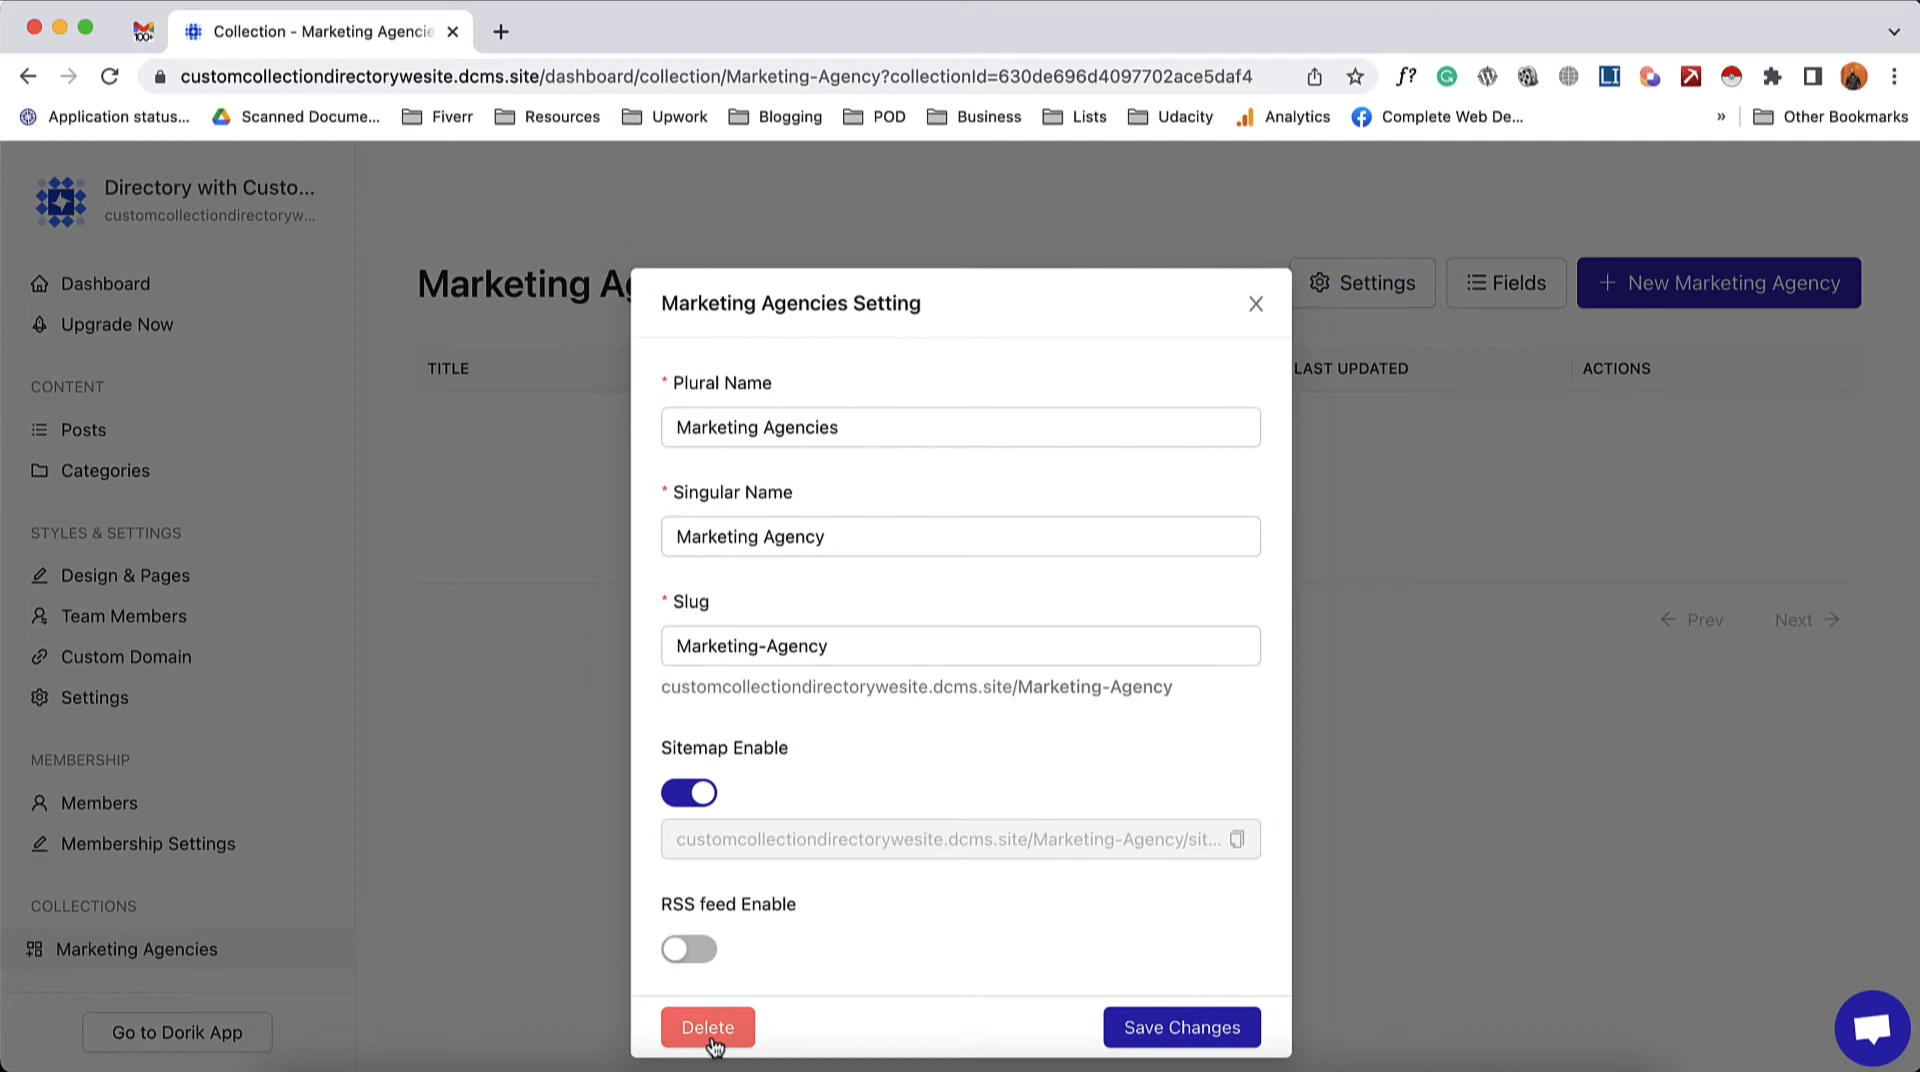 100+
Collection - Marketing Agencie
customcollectiondirectorywesite.dcms.site/dashboard/collection/Marketing-Agency?collectionId=630de696d4097702ace5daf4
f?
Application status...
Scanned Docume...
Fiverr
Resources
Upwork
Blogging
POD
Business
Lists
Udacity
Analytics
Complete Web De...
»
Other Bookmarks
Directory with Custo...
customcollectiondirectoryw...
Dashboard
Upgrade Now
CONTENT
Posts
Categories
STYLES & SETTINGS
Design & Pages
Team Members
Custom Domain
Settings
MEMBERSHIP
Members
Membership Settings
COLLECTIONS
Marketing Agencies
Go to Dorik App
Marketing Ag
Settings
Fields
+ New Marketing Agency
TITLE
LAST UPDATED
ACTIONS
← Prev
Next →
Marketing Agencies Setting
* Plural Name
Marketing Agencies
* Singular Name
Marketing Agency
* Slug
Marketing-Agency
customcollectiondirectorywesite.dcms.site/Marketing-Agency
Sitemap Enable
customcollectiondirectorywesite.dcms.site/Marketing-Agency/sit...
RSS feed Enable
Delete
Save Changes